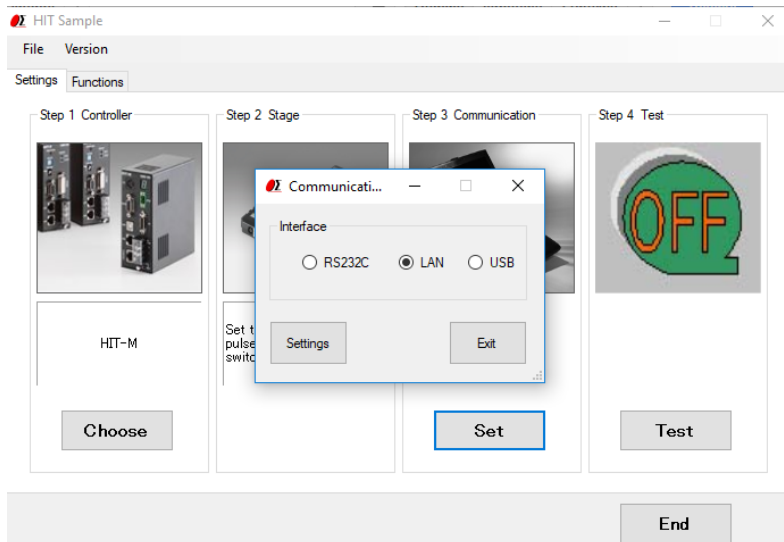 HIT Sample
File Version
Settings Functions
Step 1 Controller
HIT-M
Choose
Step 2 Stage
Set t
pulse
switc
Step 3 Communication
Set
Step 4 Test
OFF
Test
Communicati...
Interface
RS232C LAN USB
Settings Exit
End